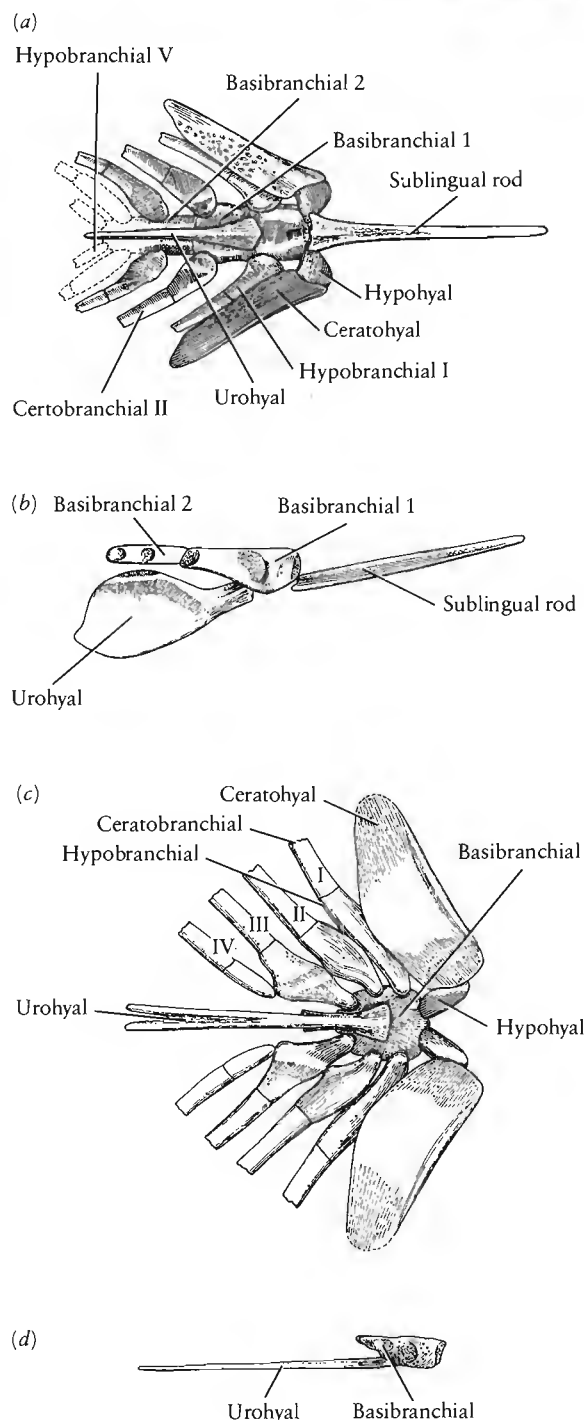 (a)
Hypobranchial V
Basibranchial 2
Basibranchial 1
Sublingual rod
Hypohyal
Ceratohyal
Hypobranchial I
Urohyal
Certobranchial II
(b)
Basibranchial 2
Basibranchial 1
Sublingual rod
Urohyal
(c)
Ceratohyal
Ceratobranchial
Hypobranchial
Basibranchial
I
II
III
IV
Urohyal
Hypohyal
(d)
Urohyal
Basibranchial